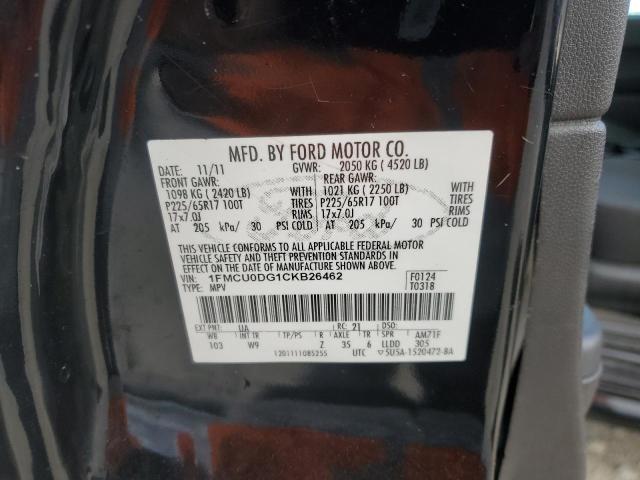 MFD. BY FORD MOTOR CO.
DATE: 11/11 GVWR: 2050 KG ( 4520 LB)
FRONT GAWR: REAR GAWR:
1098 KG ( 2420 LB) WITH 1021 KG ( 2250 LB)
P225/65R17 100T TIRES P225/65R17 100T
17x7.0J RIMS 17x7.0J
AT 205 kPa/ 30 PSI COLD AT 205 kPa/ 30 PSI COLD
WITH
TIRES
RIMS
THIS VEHICLE CONFORMS TO ALL APPLICABLE FEDERAL MOTOR
VEHICLE SAFETY AND THEFT PREVENTION STANDARDS IN
EFFECT ON THE DATE OF MANUFACTURE SHOWN ABOVE.
VIN: 1FMCU0DG1CKB26462 F0124
TYPE: MPV T0318
EXT PNT: UA RC: 21 DSO:
WB INT TR TP/PS R AXLE TR SPR AM71F
103 W9 Z 35 6 LLDD 305
1201111085255 UTC 5U5A-1520472-BA